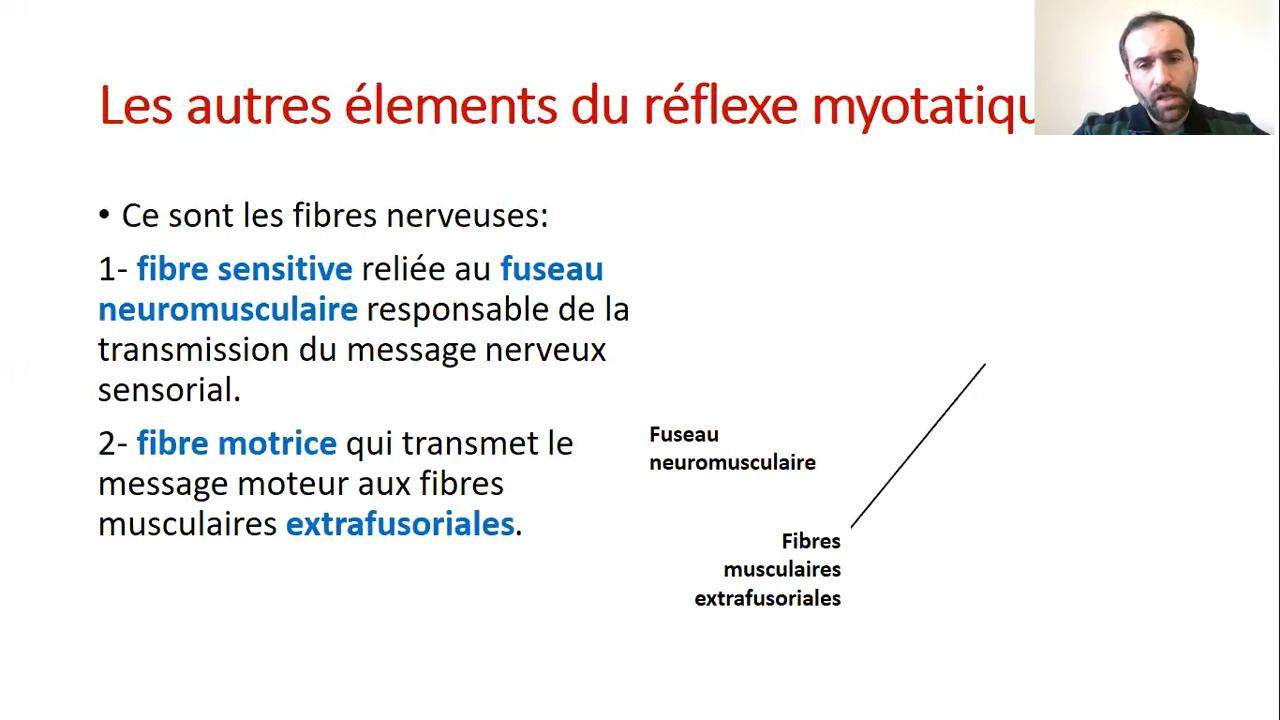 Les autres élements du réflexe myotatiqu
• Ce sont les fibres nerveuses:
1- fibre sensitive reliée au fuseau
neuromusculaire responsable de la
transmission du message nerveux
sensorial.
2- fibre motrice qui transmet le
message moteur aux fibres
musculaires extrafusoriales.
Fuseau
neuromusculaire
Fibres
musculaires
extrafusoriales